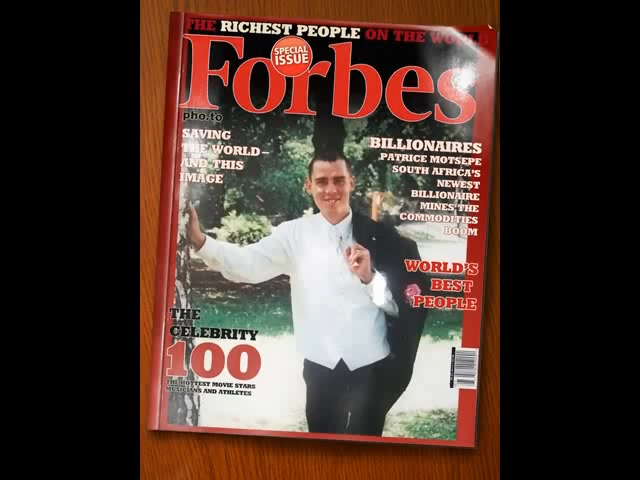 THE RICHEST PEOPLE ON THE WORLD
SPECIAL
ISSUE
Forbes
pho.to
SAVING
THE WORLD–
AND THIS
IMAGE
BILLIONAIRES
PATRICE MOTSEPE
SOUTH AFRICA'S
NEWEST
BILLIONAIRE
MINES THE
COMMODITIES
BOOM
WORLD'S
BEST
PEOPLE
THE
CELEBRITY
100
THE HOTTEST MOVIE STARS
MUSICIANS AND ATHLETES